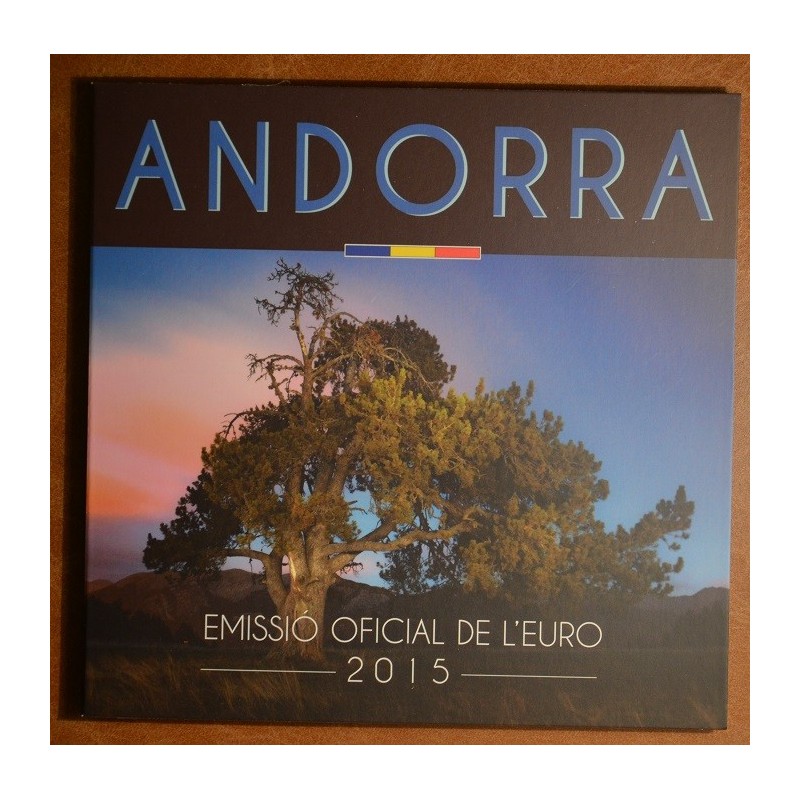 ANDORRA
EMISSIÓ OFICIAL DE L'EURO
2015